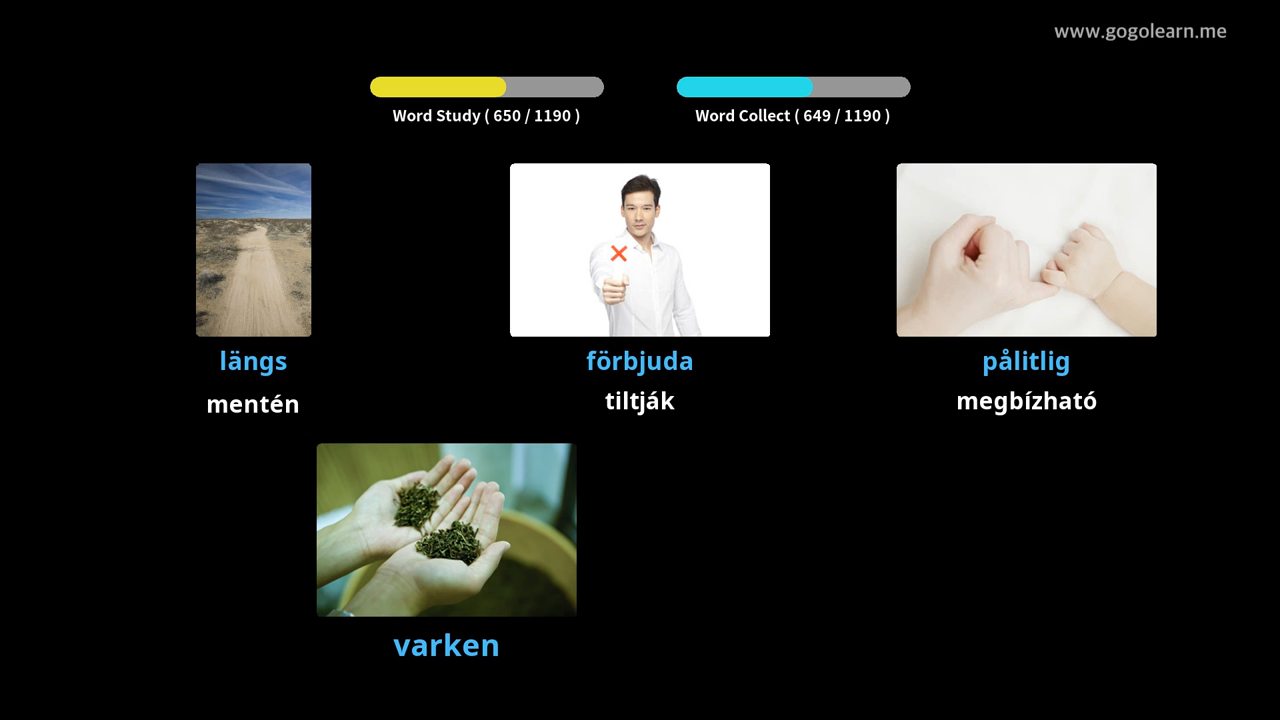 www.gogolearn.me
Word Study ( 650 / 1190 )
Word Collect ( 649 / 1190 )
längs
förbjuda
pålitlig
mentén
tiltják
megbízható
varken